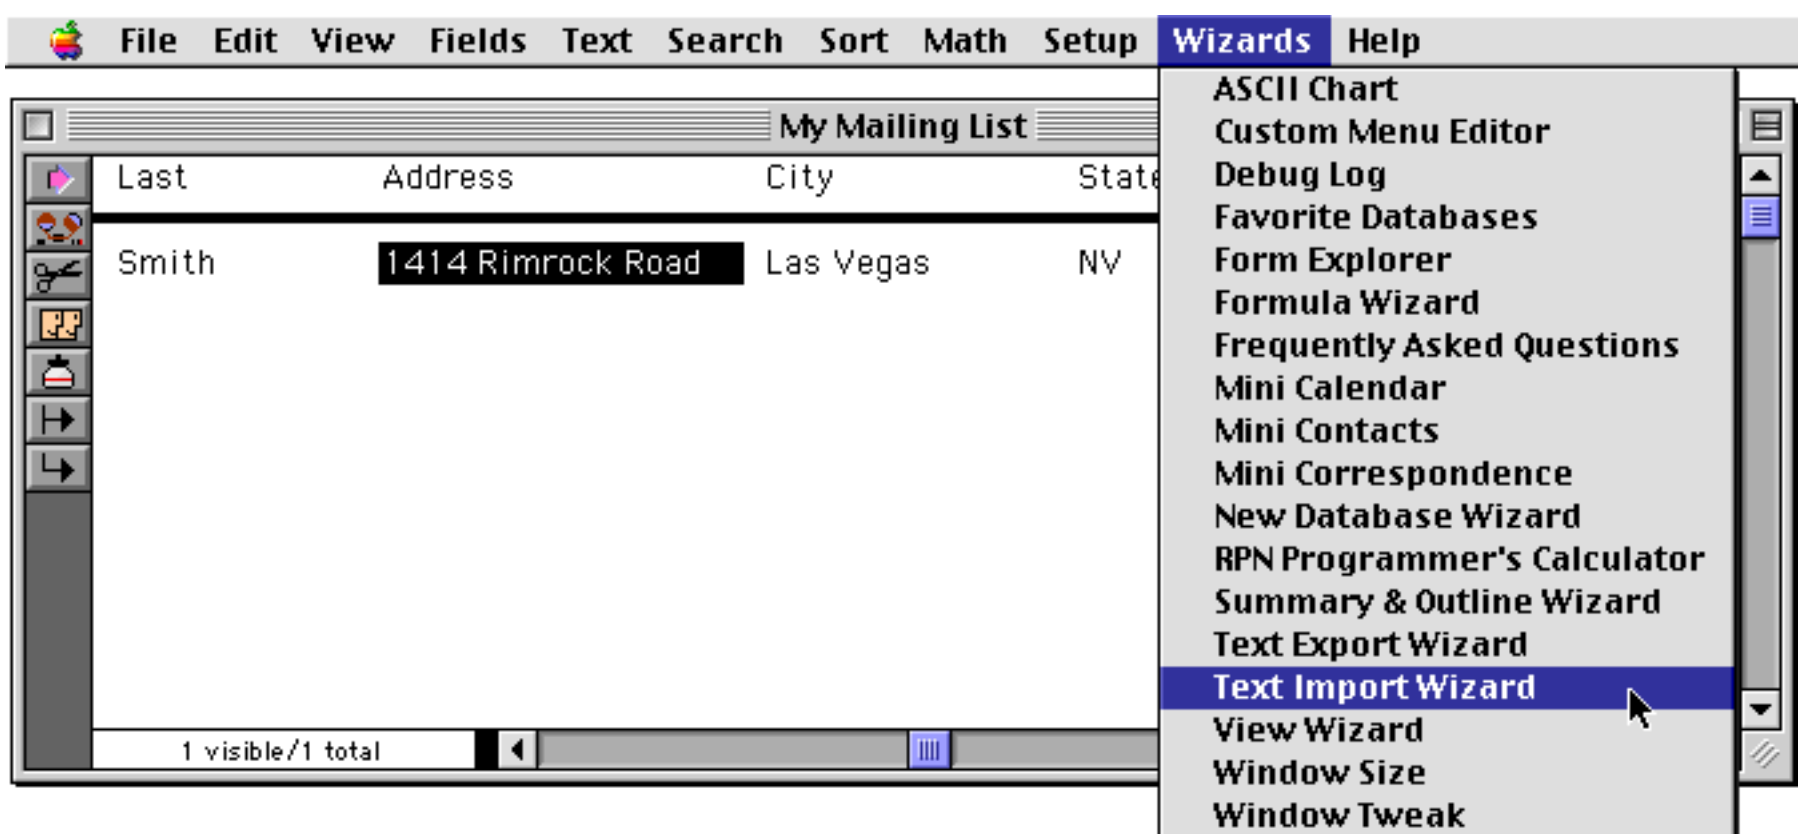 File Edit View Fields Text Search Sort Math Setup Wizards Help
My Mailing List
Last Address City State
Smith 1414 Rimrock Road Las Vegas NV
1 visible/1 total
ASCII Chart
Custom Menu Editor
Debug Log
Favorite Databases
Form Explorer
Formula Wizard
Frequently Asked Questions
Mini Calendar
Mini Contacts
Mini Correspondence
New Database Wizard
RPN Programmer's Calculator
Summary & Outline Wizard
Text Export Wizard
Text Import Wizard
View Wizard
Window Size
Window Tweak